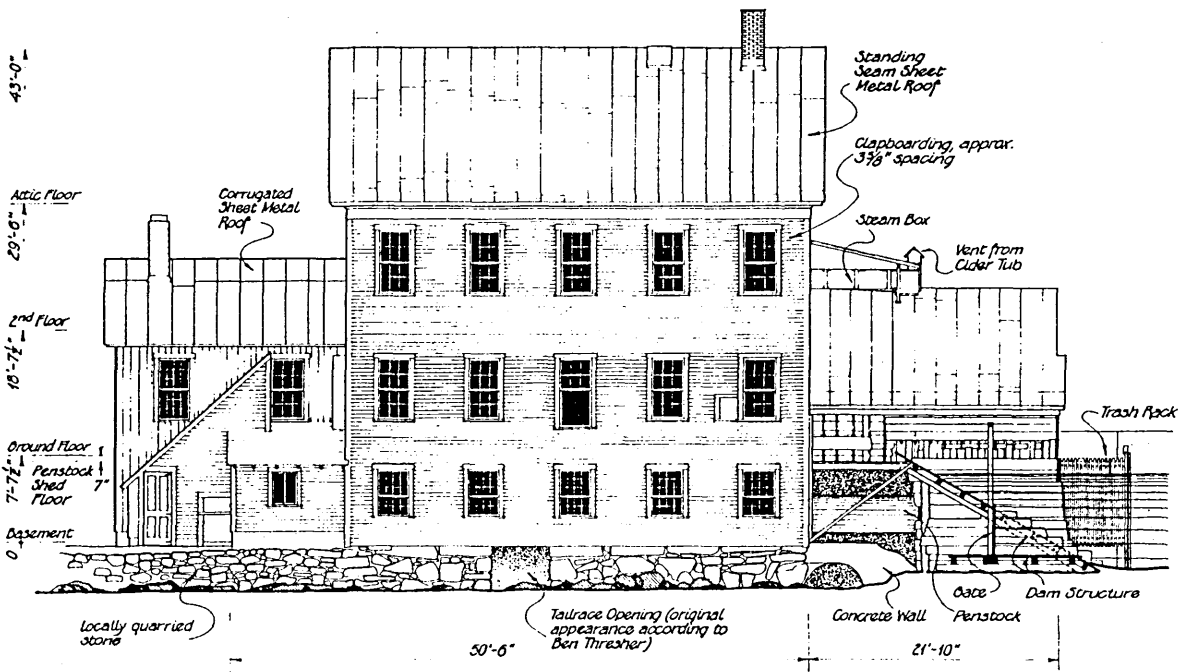 43'-0"
Standing
Seam Sheet
Metal Roof
Clapboarding, approx.
3 5/8" spacing
Attic Floor
29'-6"
Corrugated
Sheet Metal
Roof
Steam Box
Vent from
Cider Tub
2nd Floor
18'-7½"
Trash Rack
Ground Floor
Penstock
Shed
Floor
7"
7'-7½"
Basement
0
Gate
Dam Structure
Concrete Wall
Penstock
locally quarried
stone
Tailrace Opening (original
appearance according to
Ben Thresher)
50'-6"
21'-10"